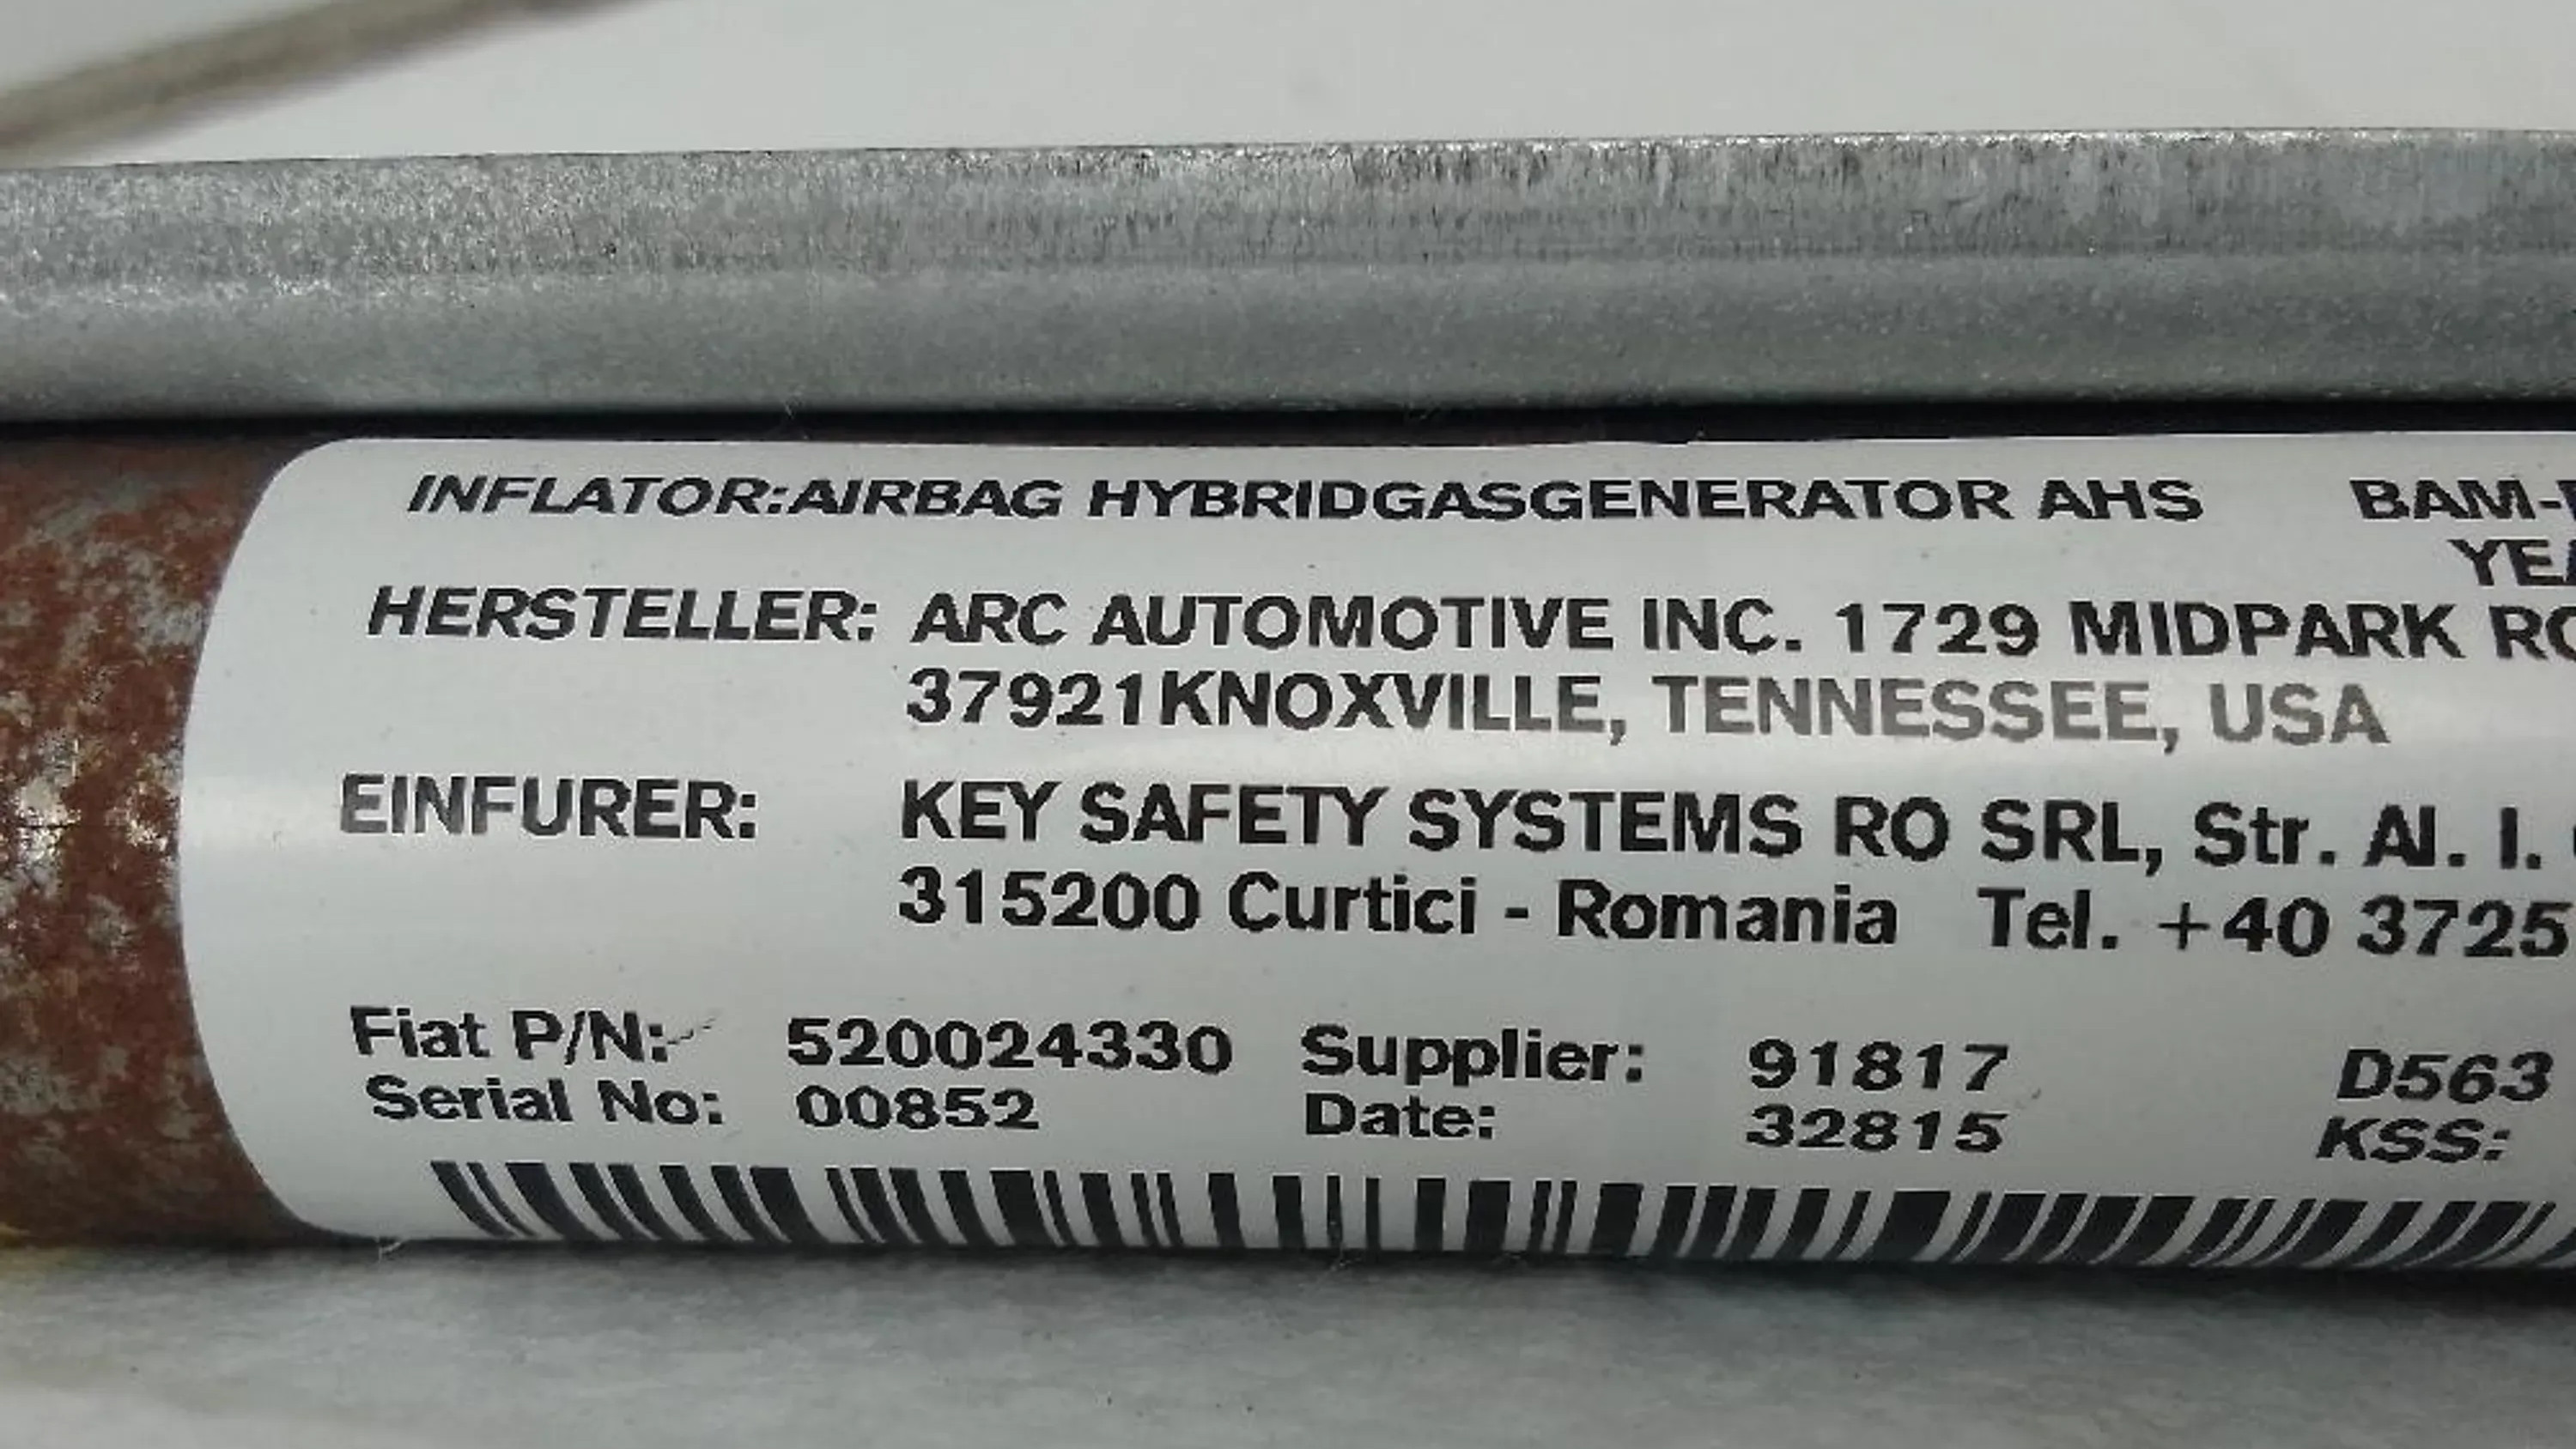 INFLATOR:AIRBAG HYBRIDGASGENERATOR AHS BAM-
HERSTELLER: ARC AUTOMOTIVE INC. 1729 MIDPARK
37921KNOXVILLE, TENNESSEE, USA
EINFURER: KEY SAFETY SYSTEMS RO SRL, Str. Al. I.
315200 Curtici - Romania Tel. +40 3725
Fiat P/N: 520024330 Supplier: 91817 D563
Serial No: 00852 Date: 32815 KSS: